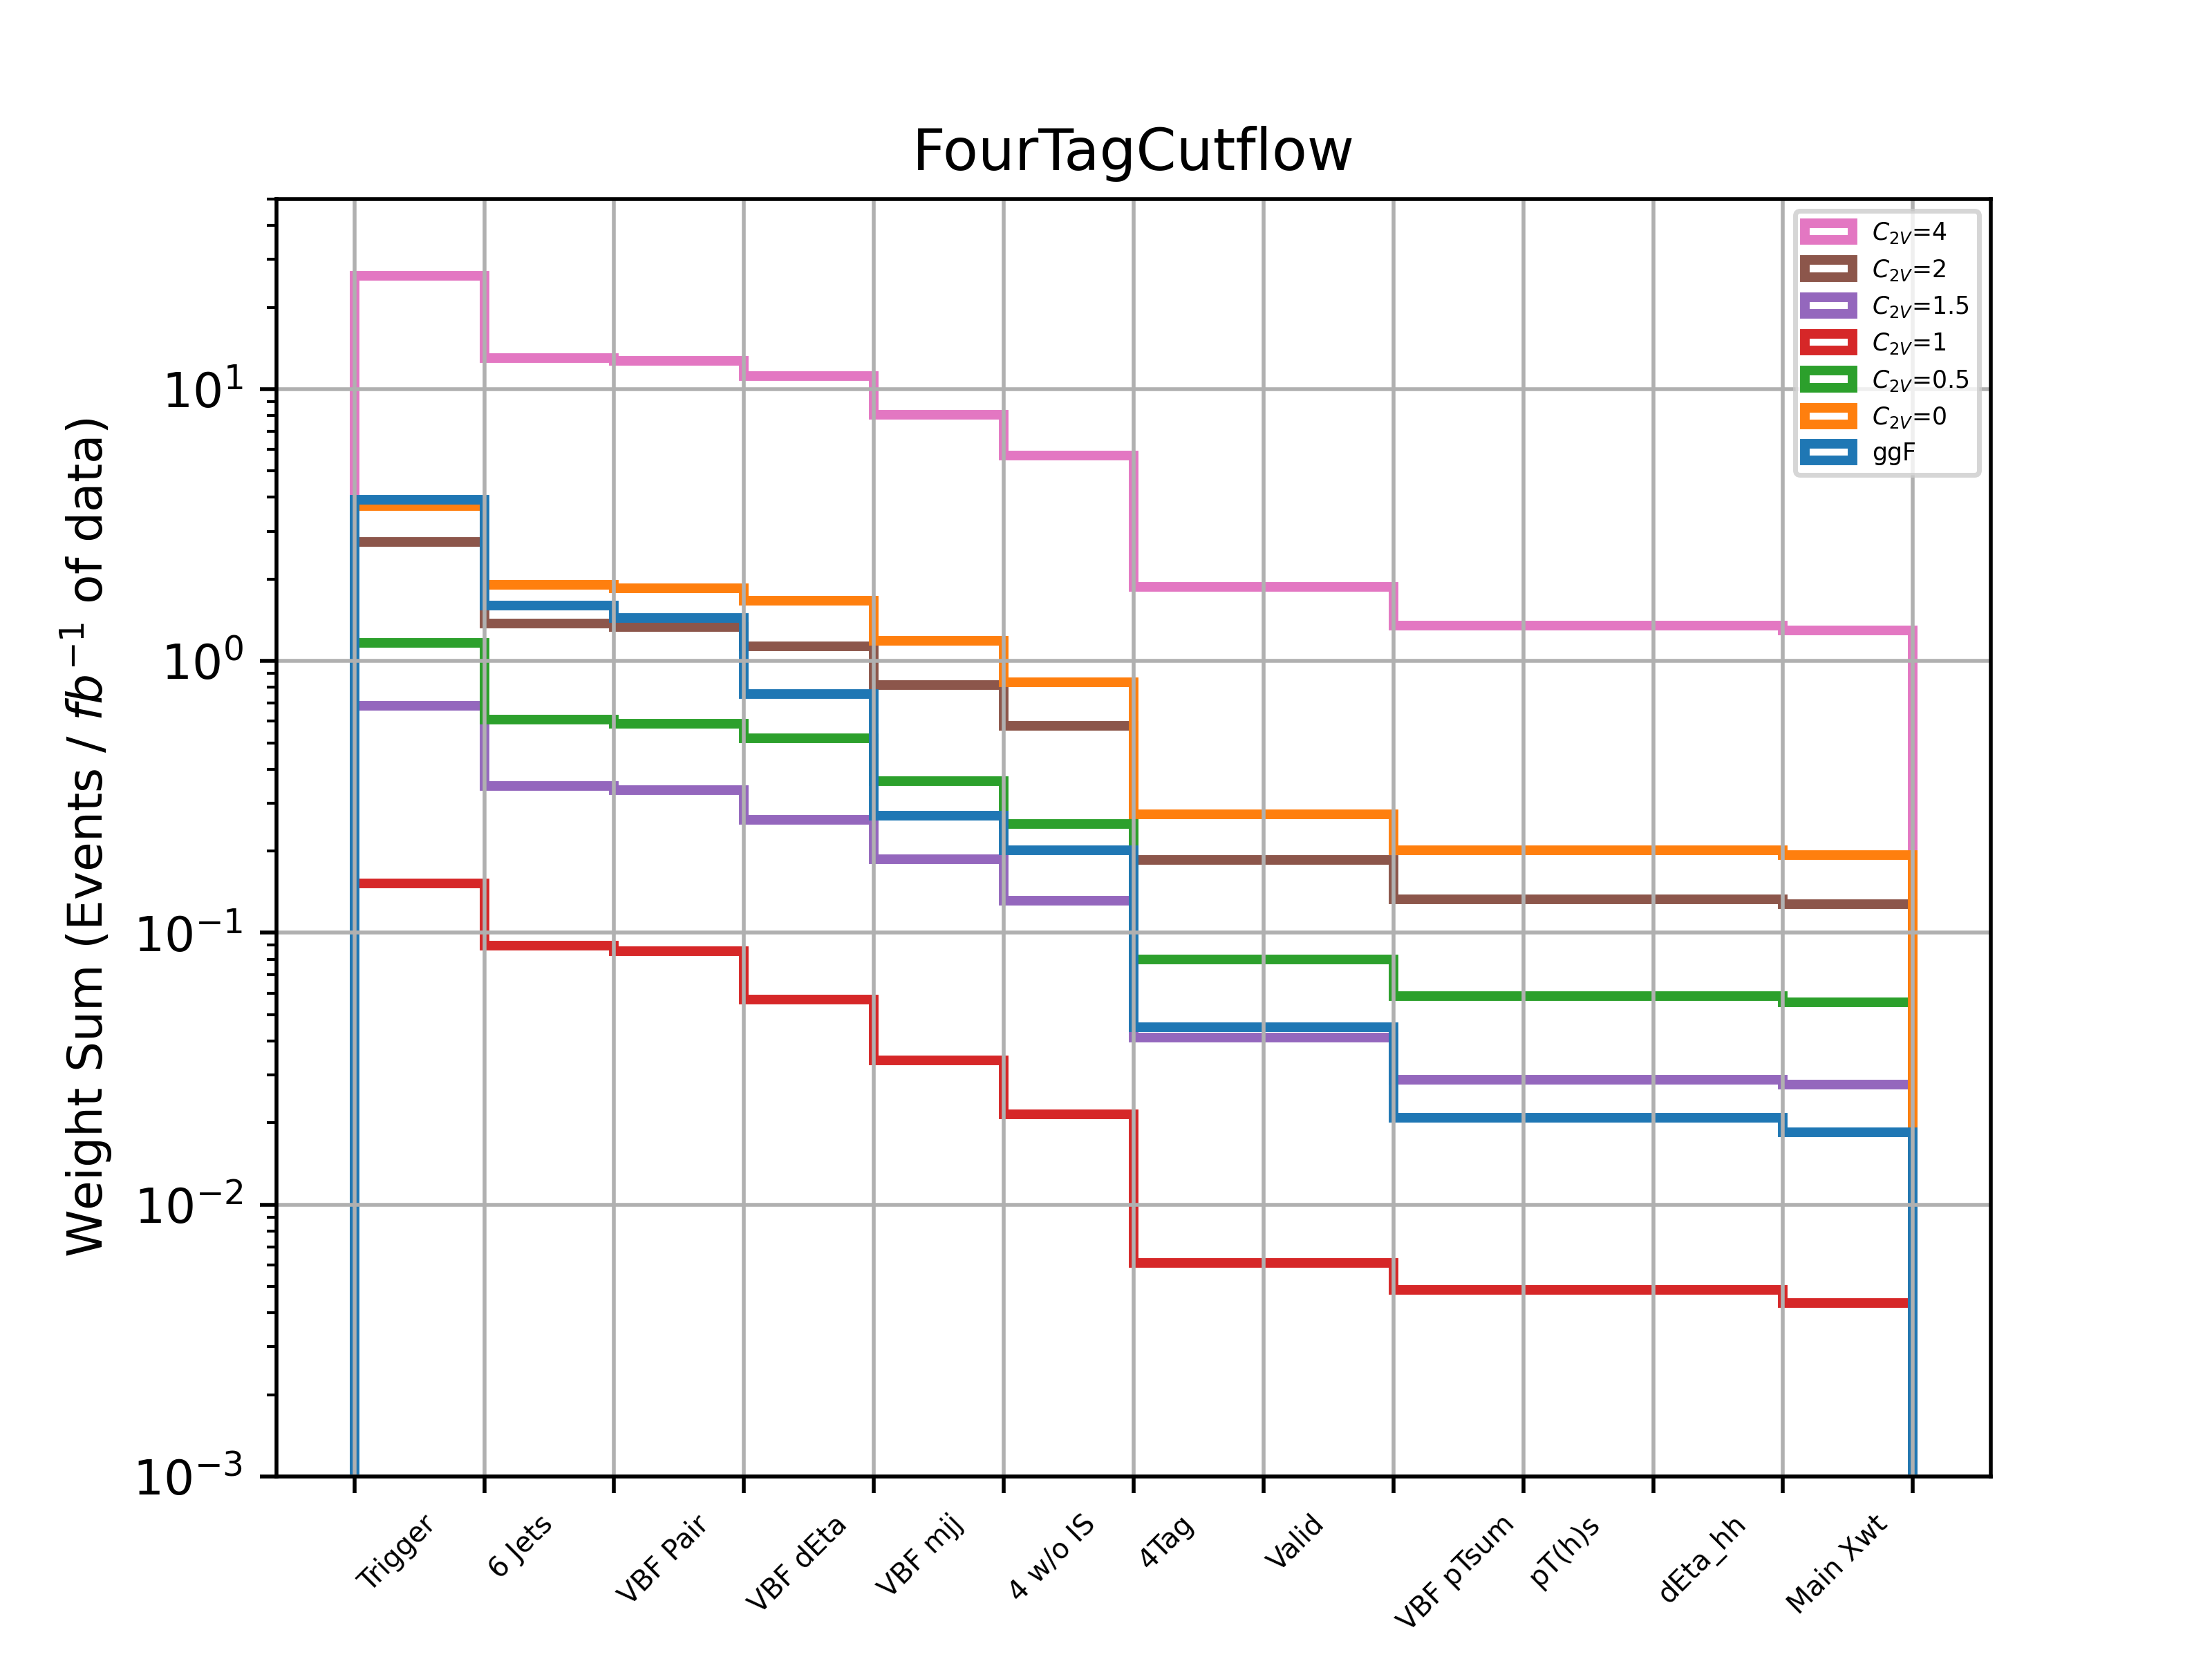 FourTagCutflow
Weight Sum (Events / fb⁻¹ of data)
10¹
10⁰
10⁻¹
10⁻²
10⁻³
C₂V=4
C₂V=2
C₂V=1.5
C₂V=1
C₂V=0.5
C₂V=0
ggF
Trigger
6 Jets
VBF Pair
VBF dEta
VBF mjj
4 w/o IS
4Tag
Valid
VBF pTsum
pT(h)s
dEta_hh
Main Xwt